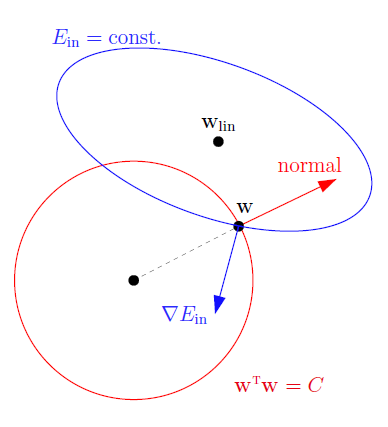 E_in = const.
w_lin
normal
w
∇E_in
wᵀw = C